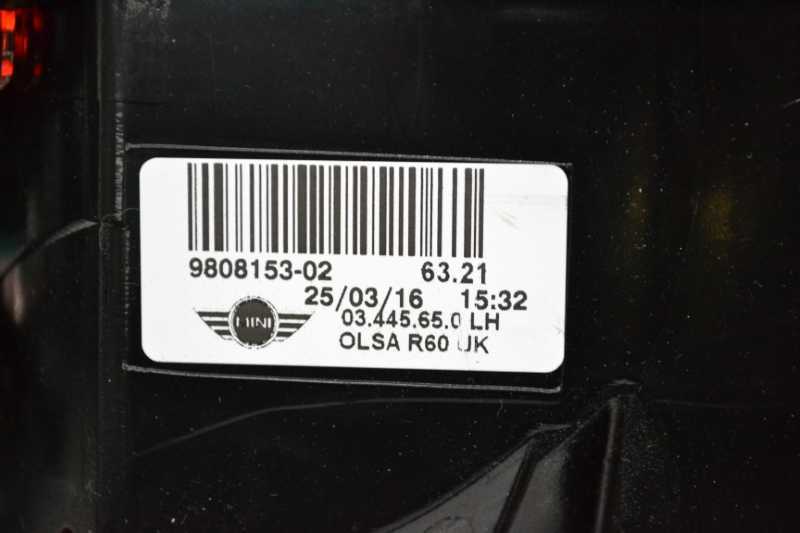 9808153-02 63.21
25/03/16 15:32
MINI
03.445.65.0 LH
OLSA R60 UK